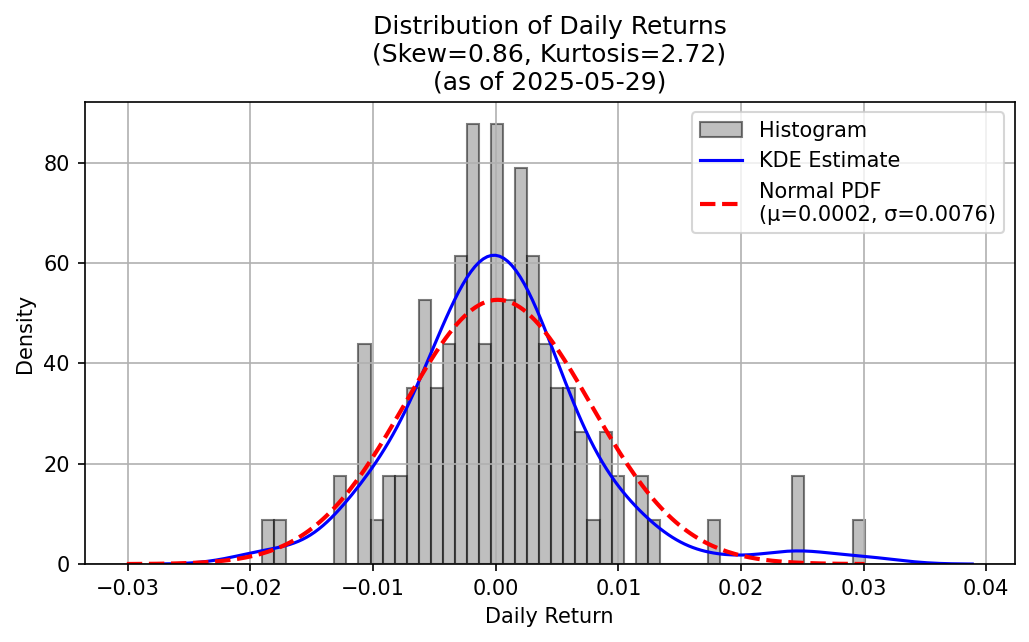 Distribution of Daily Returns
(Skew=0.86, Kurtosis=2.72)
(as of 2025-05-29)
Histogram
KDE Estimate
Normal PDF
(μ=0.0002, σ=0.0076)
Density
80
60
40
20
0
−0.03 −0.02 −0.01 0.00 0.01 0.02 0.03 0.04
Daily Return